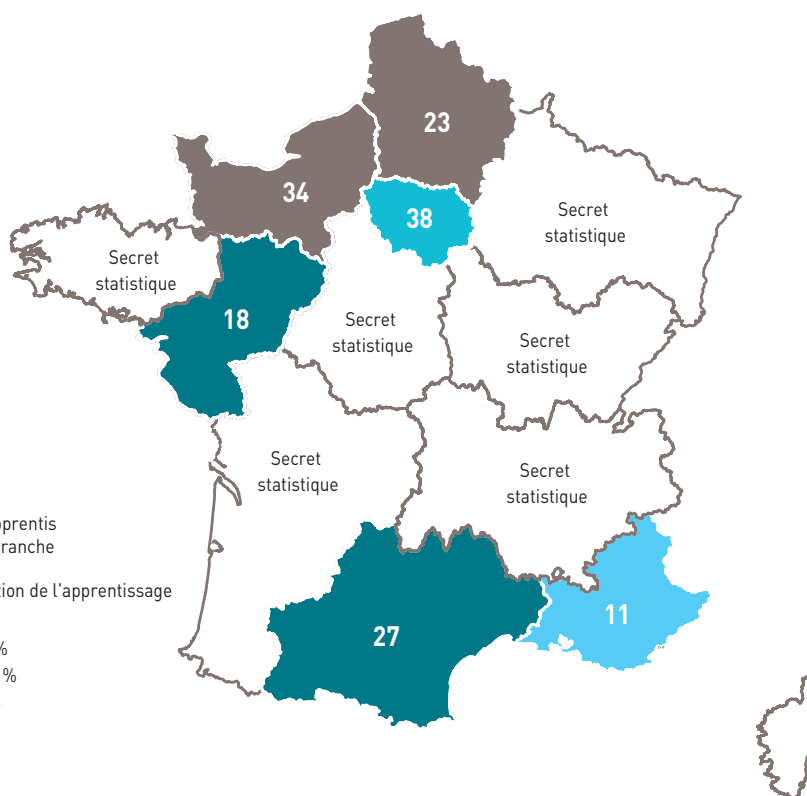 23
34
38
Secret
statistique
Secret
statistique
18
Secret
statistique
Secret
statistique
Secret
statistique
Secret
statistique
27
11
pprentis
ranche
tion de l'apprentissage
%
%